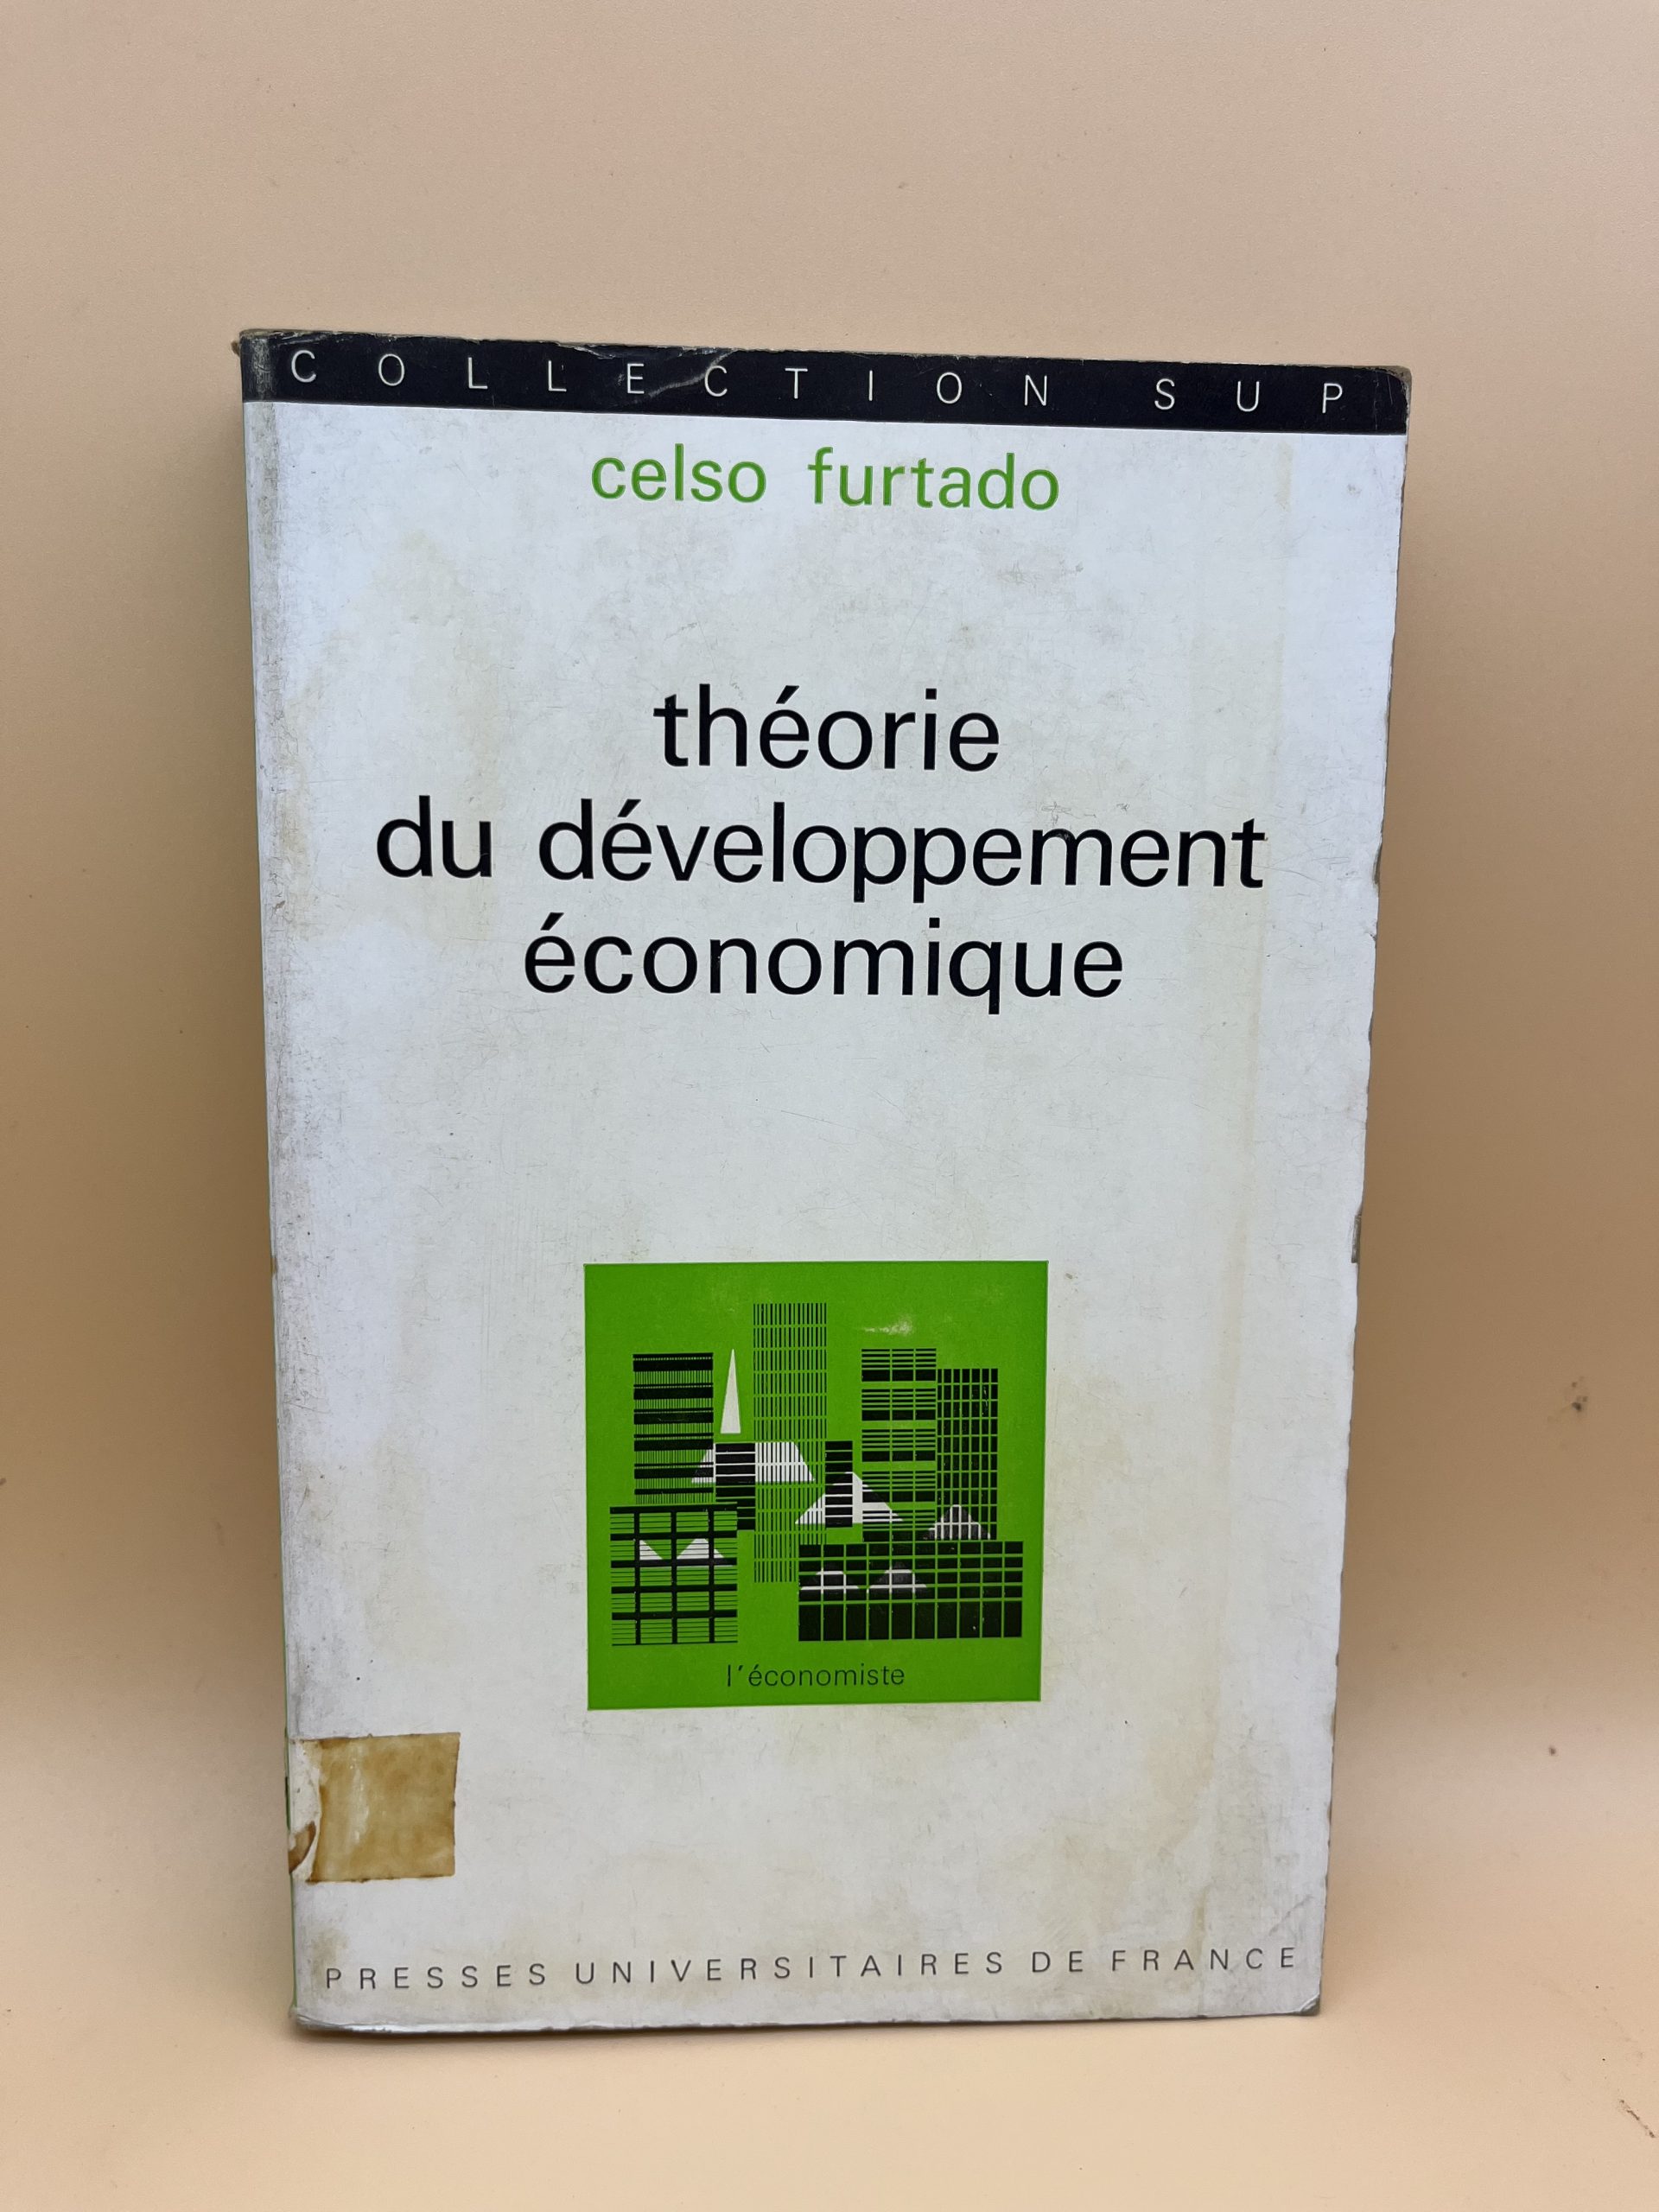 COLLECTION SUP
celso furtado
théorie
du développement
économique
l'économiste
PRESSES UNIVERSITAIRES DE FRANCE